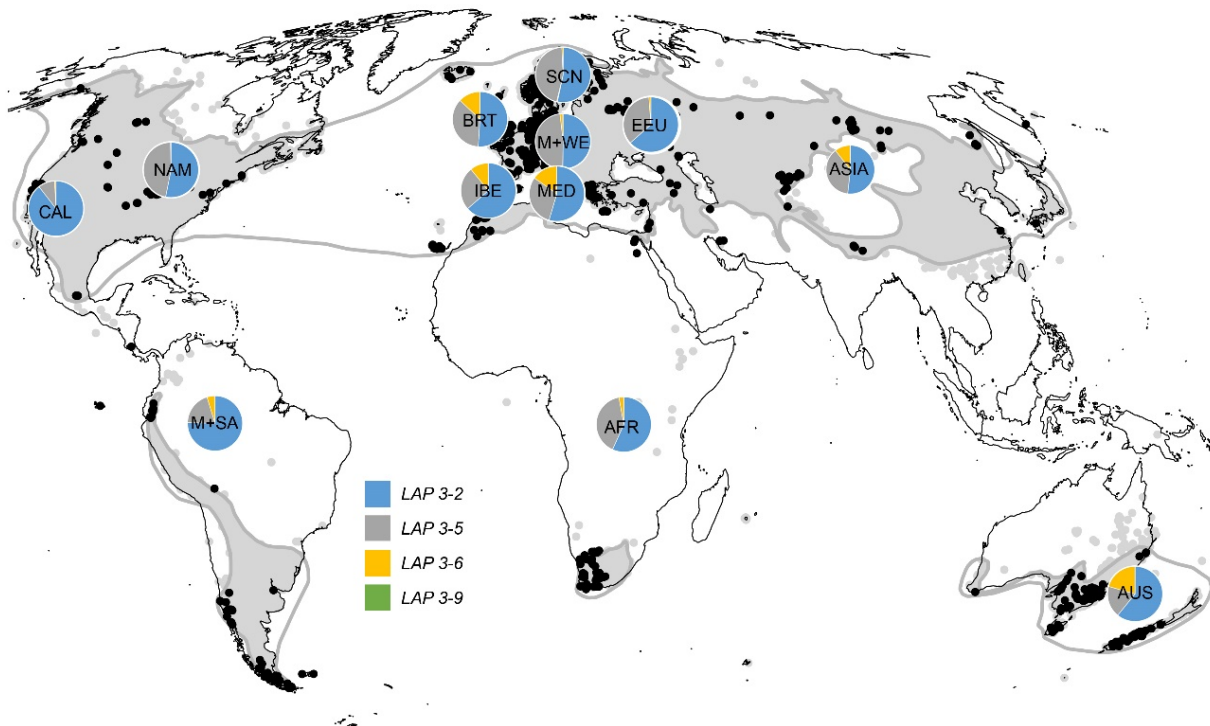 SCN
BRT
EEU
M+WE
NAM
ASIA
IBE
MED
CAL
M+SA
AFR
LAP 3-2
LAP 3-5
LAP 3-6
LAP 3-9
AUS